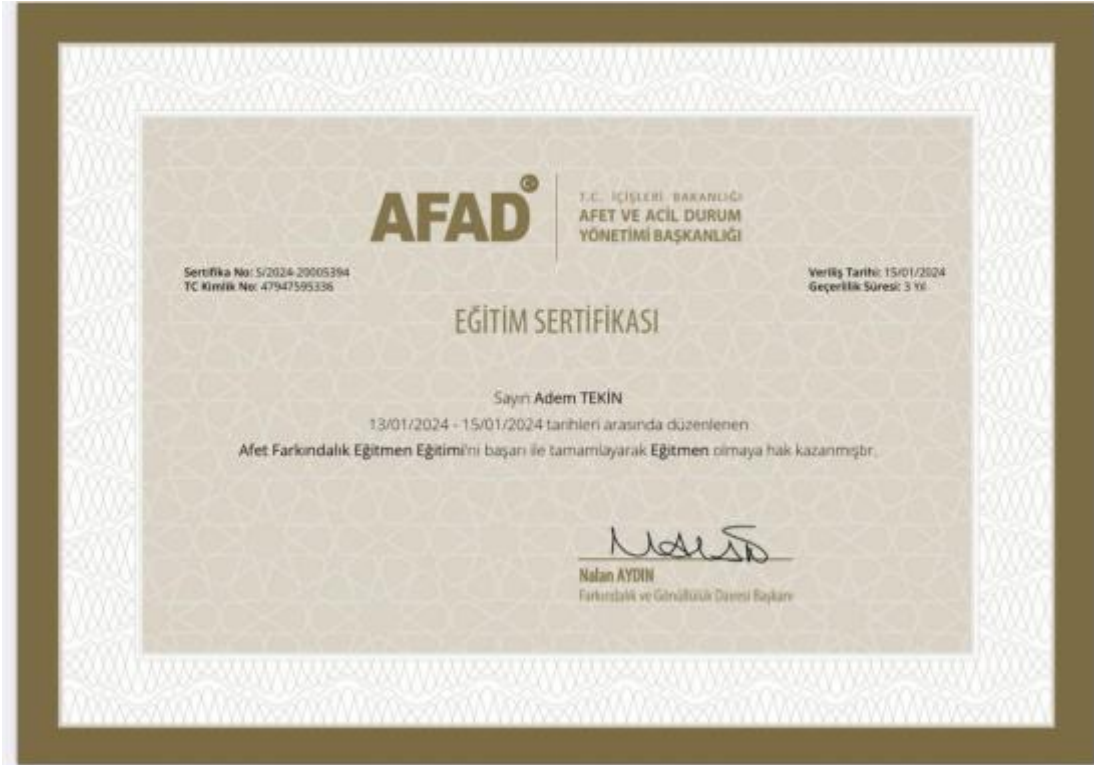 AFAD
T.C. İÇİŞLERİ BAKANLIĞI
AFET VE ACİL DURUM
YÖNETİMİ BAŞKANLIĞI
Sertifika No: S/2024-20005394
TC Kimlik No: 47947595336
Veriliş Tarihi: 15/01/2024
Geçerlilik Süresi: 3 Yıl
EĞİTİM SERTİFİKASI
Sayın Adem TEKİN
13/01/2024 - 15/01/2024 tarihleri arasında düzenlenen
Afet Farkındalık Eğitmen Eğitimi'ni başarı ile tamamlayarak Eğitmen olmaya hak kazanmıştır.
Nalan AYDIN
Farkındalık ve Gönüllülük Dairesi Başkanı